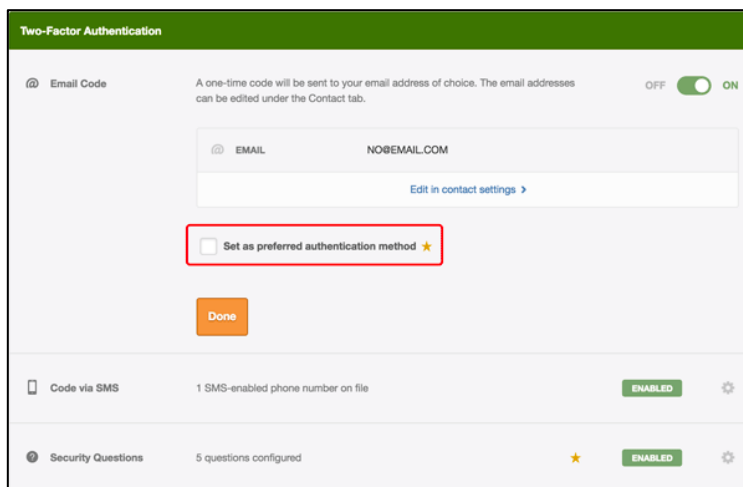 Two-Factor Authentication
@ Email Code
A one-time code will be sent to your email address of choice. The email addresses
can be edited under the Contact tab.
OFF ON
@ EMAIL NO@EMAIL.COM
Edit in contact settings >
Set as preferred authentication method ★
Done
Code via SMS 1 SMS-enabled phone number on file ENABLED
? Security Questions 5 questions configured ★ ENABLED